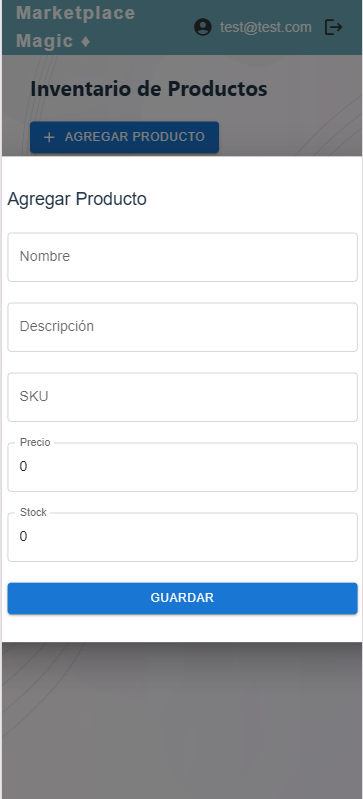 Marketplace
Magic ♦
test@test.com
Inventario de Productos
+ AGREGAR PRODUCTO
Agregar Producto
Nombre
Descripción
SKU
Precio
0
Stock
0
GUARDAR